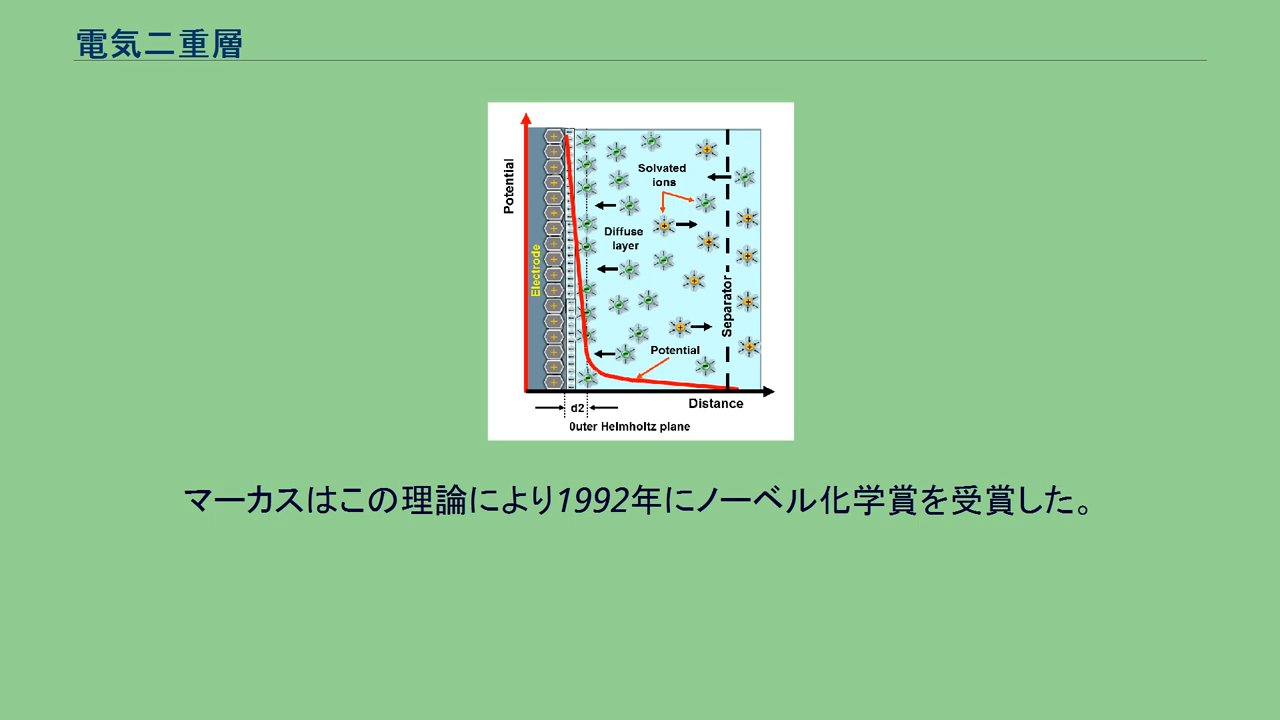 電気二重層
Potential
Electrode
Solvated
ions
Diffuse
layer
Separator
Potential
Distance
d2
0uter Helmholtz plane
マーカスはこの理論により1992年にノーベル化学賞を受賞した。